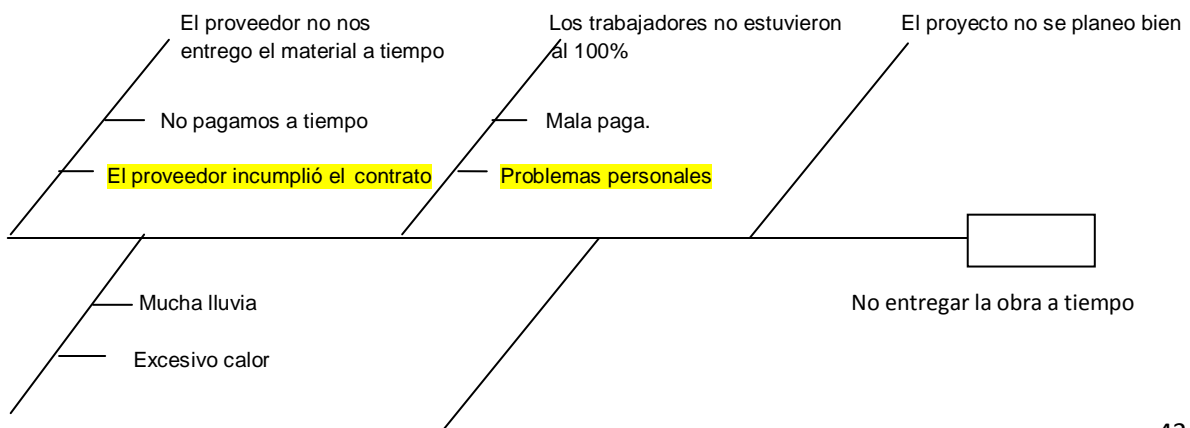 El proveedor no nos
entrego el material a tiempo
Los trabajadores no estuvieron
al 100%
El proyecto no se planeo bien
No pagamos a tiempo
Mala paga.
El proveedor incumplió el contrato
Problemas personales
Mucha lluvia
No entregar la obra a tiempo
Excesivo calor